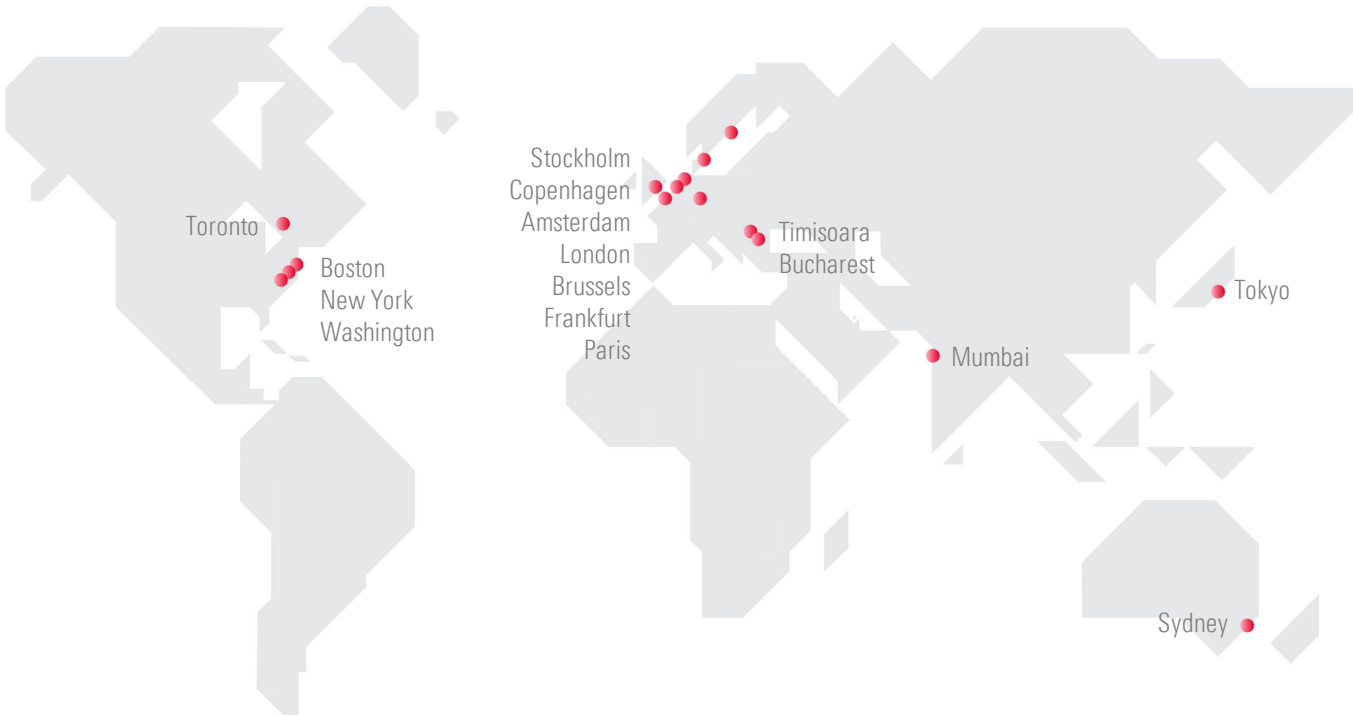 Toronto
Boston
New York
Washington
Stockholm
Copenhagen
Amsterdam
London
Brussels
Frankfurt
Paris
Timisoara
Bucharest
Mumbai
Tokyo
Sydney